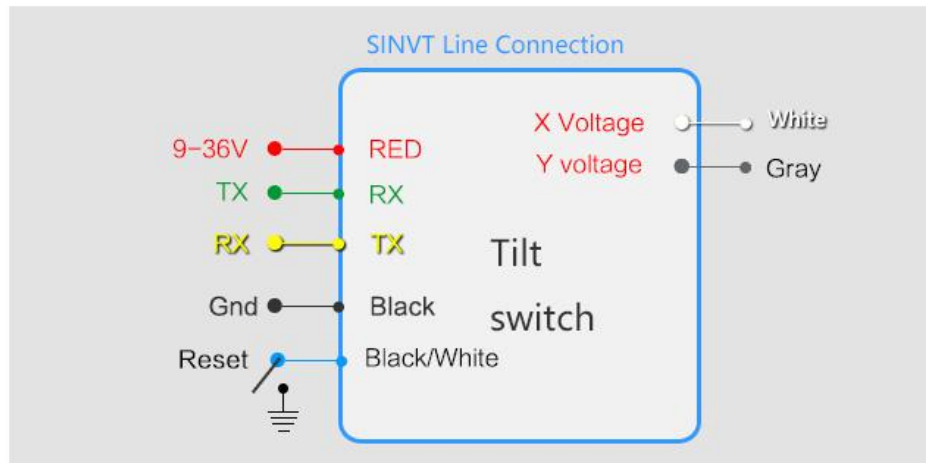 SINVT Line Connection
X Voltage White
9-36V RED
Y voltage Gray
TX RX
RX TX
Tilt
Gnd Black
switch
Reset Black/White